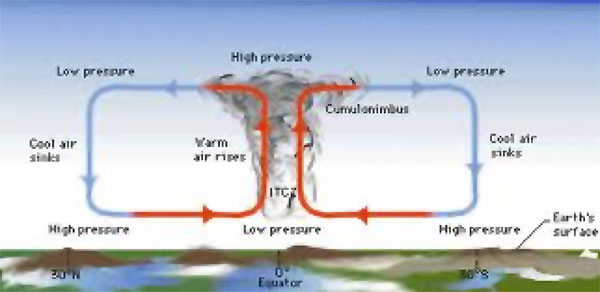 High pressure
Low pressure
Low pressure
Cumulonimbus
Cool air
sinks
Warm
air rises
Cool air
sinks
ITCZ
High pressure
Low pressure
High pressure
Earth's
surface
30°N
0°
Equator
30°S